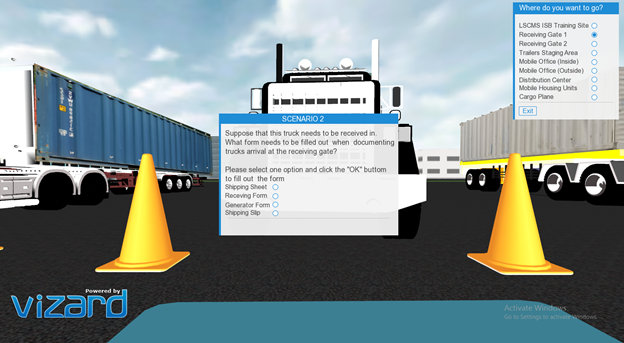 Where do you want to go?
LSCMS ISB Training Site
Receiving Gate 1
Receiving Gate 2
Trailers Staging Area
Mobile Office (Inside)
Mobile Office (Outside)
Distribution Center
Mobile Housing Units
Cargo Plane
Exit
SCENARIO 2
Suppose that this truck needs to be received in.
What form needs to be filled out when documenting
trucks arrival at the receiving gate?
Please select one option and click the "OK" button
to fill out the form
Shipping Sheet
Receving Form
Generator Form
Shipping Slip
Powered by
vizard
Activate Windows
Go to Settings to activate Windows.